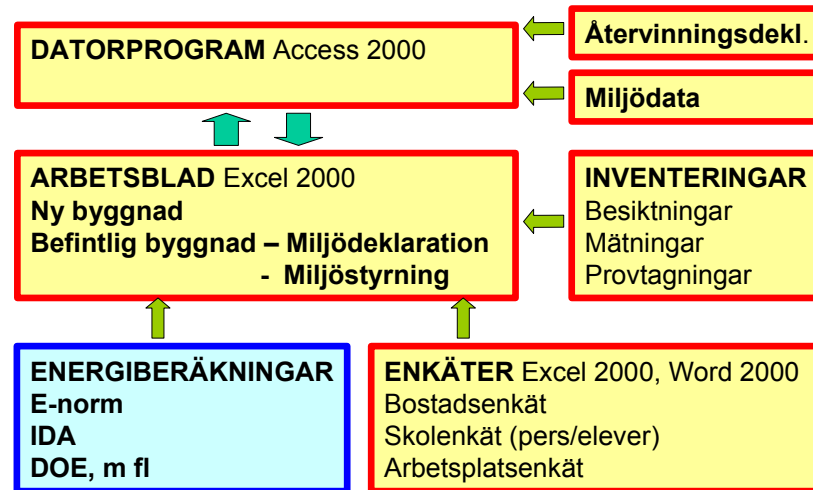 DATORPROGRAM Access 2000
Återvinningsdekl.
Miljödata
ARBETSBLAD Excel 2000
Ny byggnad
Befintlig byggnad – Miljödeklaration
- Miljöstyrning
INVENTERINGAR
Besiktningar
Mätningar
Provtagningar
ENERGIBERÄKNINGAR
E-norm
IDA
DOE, m fl
ENKÄTER Excel 2000, Word 2000
Bostadsenkät
Skolenkät (pers/elever)
Arbetsplatsenkät